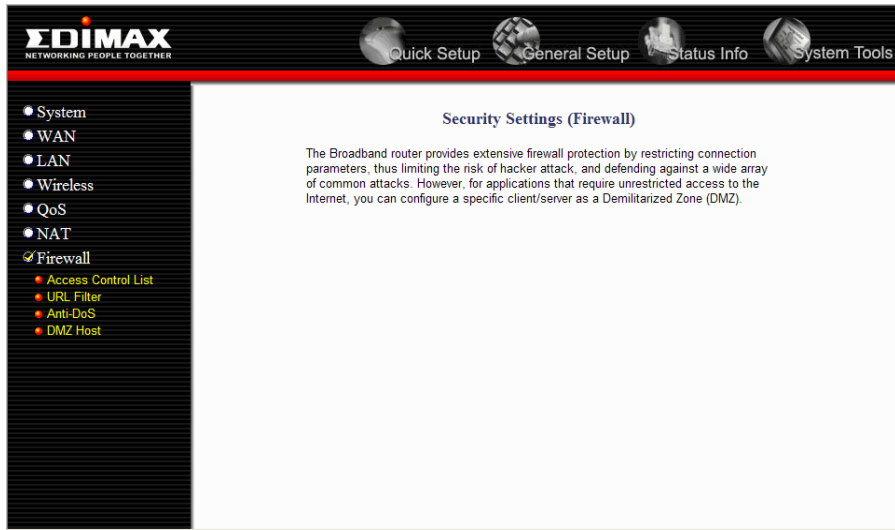 EDIMAX
NETWORKING PEOPLE TOGETHER
Quick Setup
General Setup
Status Info
System Tools
System
WAN
LAN
Wireless
QoS
NAT
Firewall
Access Control List
URL Filter
Anti-DoS
DMZ Host
Security Settings (Firewall)
The Broadband router provides extensive firewall protection by restricting connection
parameters, thus limiting the risk of hacker attack, and defending against a wide array
of common attacks. However, for applications that require unrestricted access to the
Internet, you can configure a specific client/server as a Demilitarized Zone (DMZ).